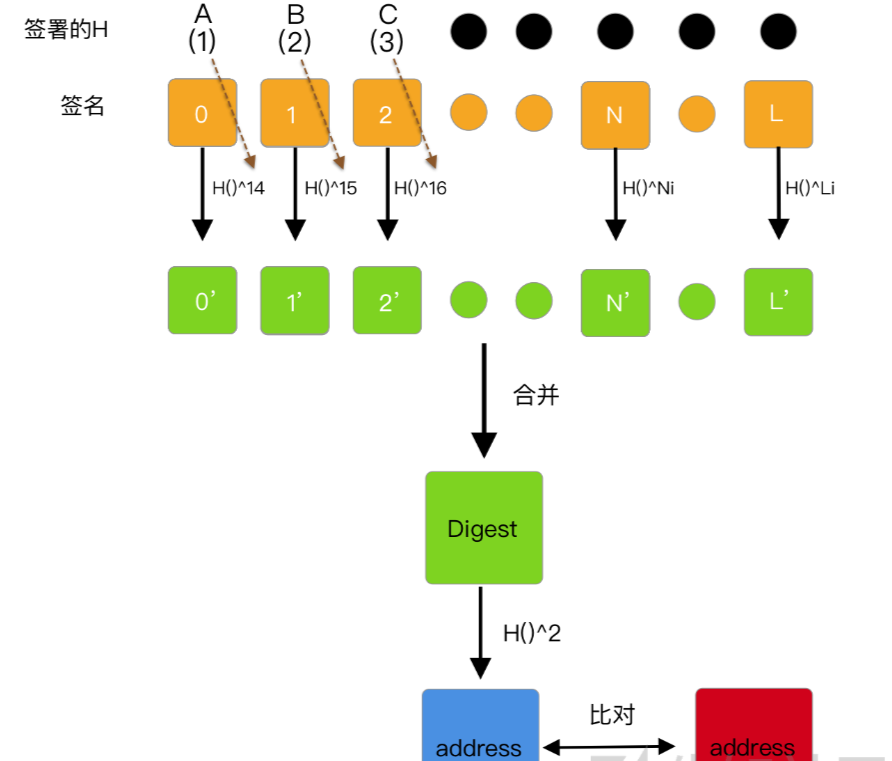 签署的H A B C
(1) (2) (3)
签名 0 1 2 N L
H()^14 H()^15 H()^16 H()^Ni H()^Li
0’ 1’ 2’ N’ L’
合并
Digest
H()^2
比对
address address